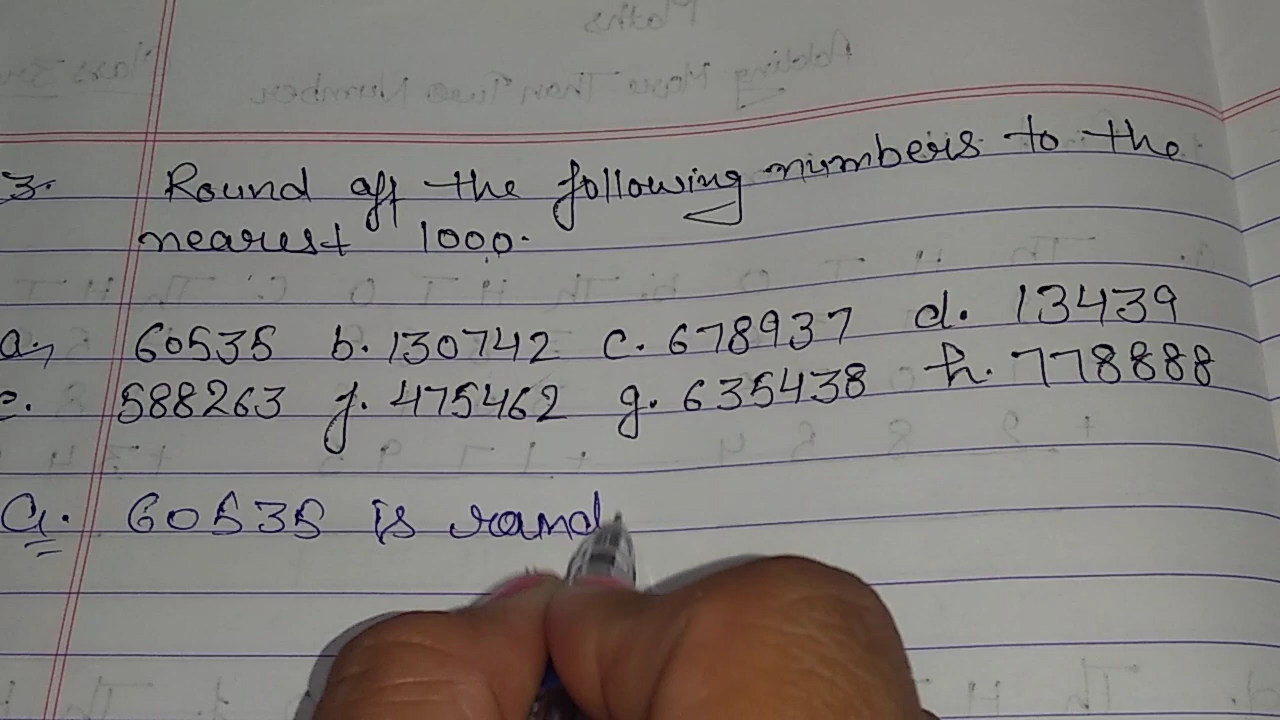 3. Round off the following numbers to the
nearest 1000.
a, 60535 b. 130742 c. 678937 d. 13439
e. 588263 f. 475462 g. 635438 h. 778888
a. 60535 is round